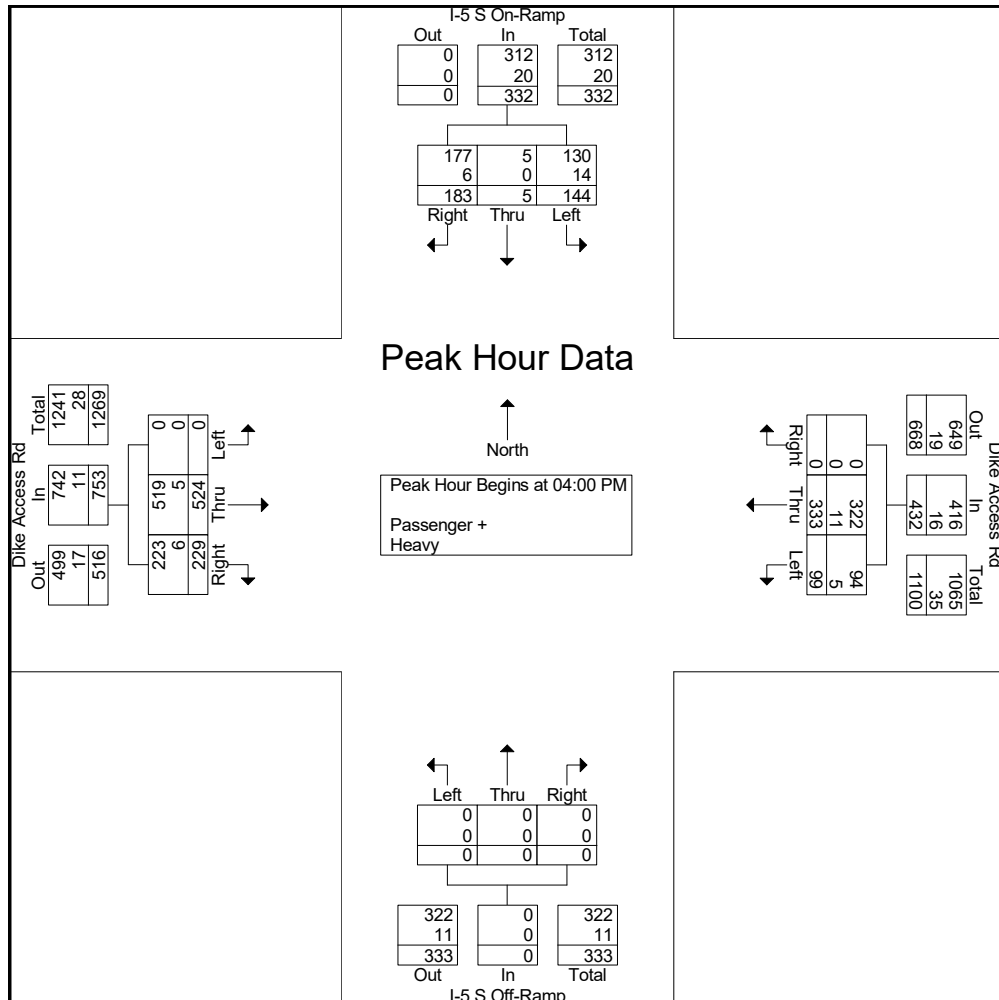 I-5 S On-Ramp
Out In Total
0 312 312
0 20 20
0 332 332
177 5 130
6 0 14
183 5 144
Right Thru Left
Peak Hour Data
North
Peak Hour Begins at 04:00 PM
Passenger +
Heavy
Dike Access Rd
Out In Total
499 742 1241
17 11 28
516 753 1269
Right Thru Left
223 519 0
6 5 0
229 524 0
Dike Access Rd
Out In Total
649 416 1065
19 16 35
668 432 1100
Right Thru Left
0 322 94
0 11 5
0 333 99
Left Thru Right
0 0 0
0 0 0
0 0 0
322 0 322
11 0 11
333 0 333
Out In Total
I-5 S Off-Ramp